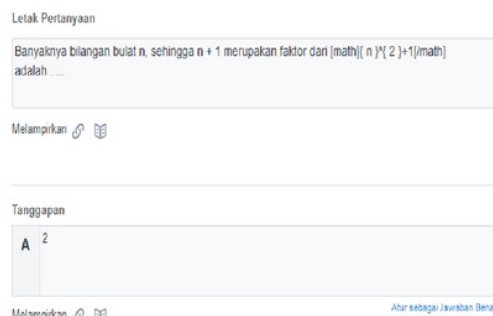 Letak Pertanyaan
Banyaknya bilangan bulat n, sehingga n + 1 merupakan faktor dari [math]{ n }^{ 2 }+1[/math]
adalah .....
Melampirkan
Tanggapan
A 2
Melampirkan
Atur sebagai Jawaban Bena